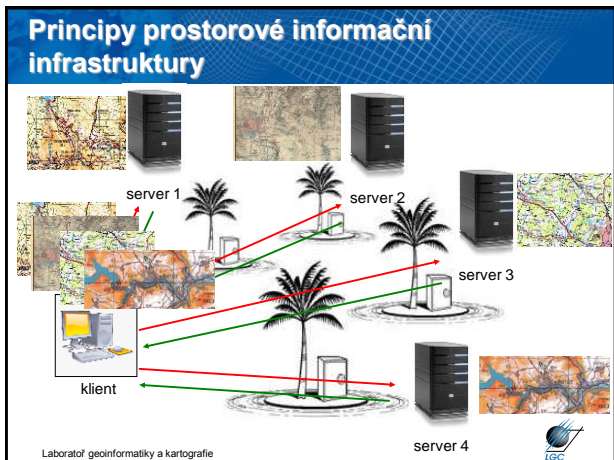 Principy prostorové informační
infrastruktury
server 1
server 2
server 3
klient
server 4
Laboratoř geoinformatiky a kartografie
LGC